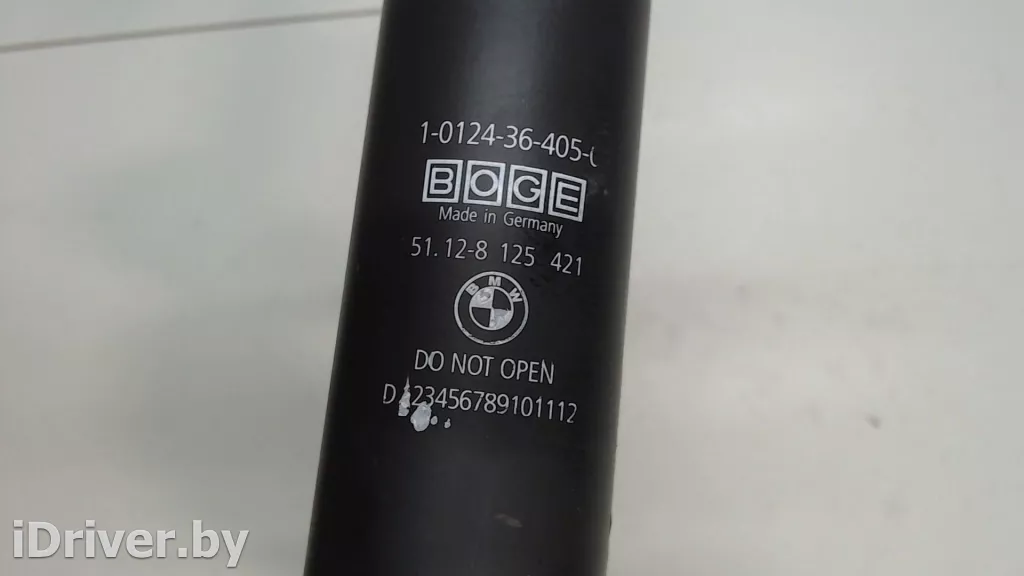 1-0124-36-405-
BOGE
Made in Germany
51.12-8 125 421
BMW
DO NOT OPEN
D 123456789101112
iDriver.by